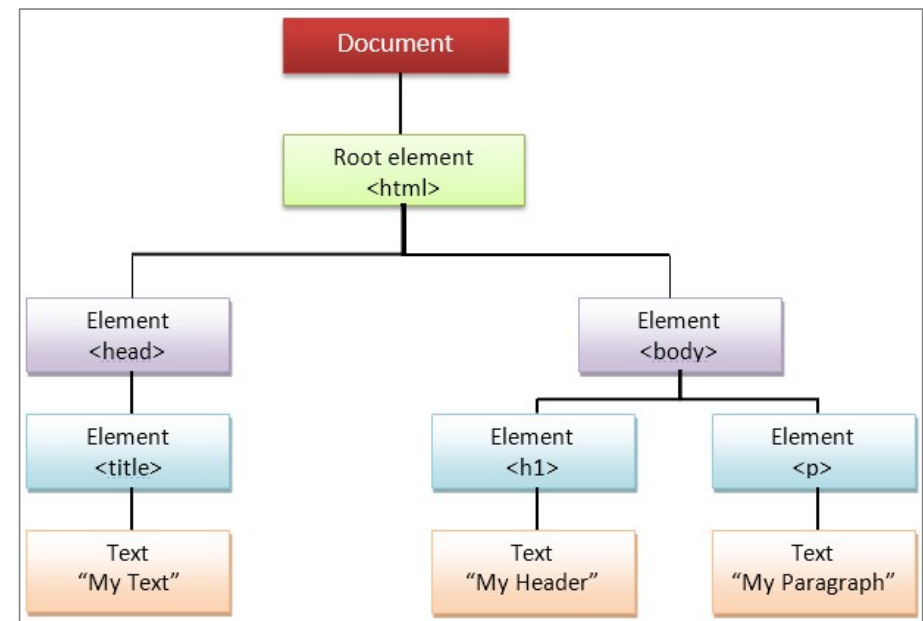 Document
Root element
<html>
Element
<head>
Element
<body>
Element
<title>
Element
<h1>
Element
<p>
Text
“My Text”
Text
“My Header”
Text
“My Paragraph”